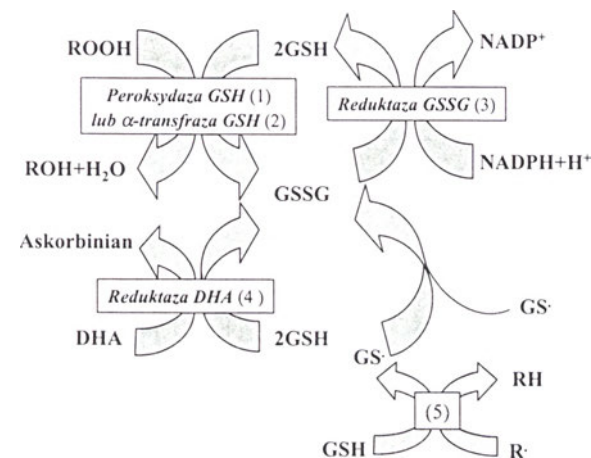 ROOH 2GSH NADP⁺
Peroksydaza GSH (1)
lub α-transfraza GSH (2)
Reduktaza GSSG (3)
ROH+H₂O NADPH+H⁺
GSSG
Askorbinian
Reduktaza DHA (4)
GS·
DHA 2GSH
GS·
RH
(5)
GSH R·